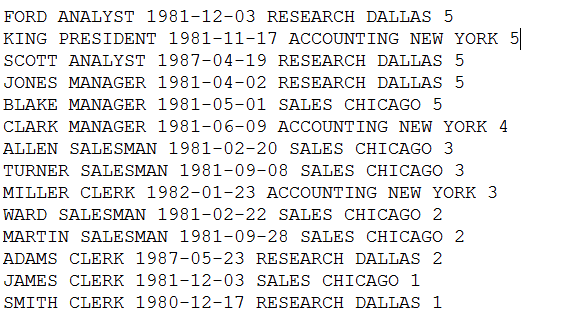 FORD ANALYST 1981-12-03 RESEARCH DALLAS 5
KING PRESIDENT 1981-11-17 ACCOUNTING NEW YORK 5
SCOTT ANALYST 1987-04-19 RESEARCH DALLAS 5
JONES MANAGER 1981-04-02 RESEARCH DALLAS 5
BLAKE MANAGER 1981-05-01 SALES CHICAGO 5
CLARK MANAGER 1981-06-09 ACCOUNTING NEW YORK 4
ALLEN SALESMAN 1981-02-20 SALES CHICAGO 3
TURNER SALESMAN 1981-09-08 SALES CHICAGO 3
MILLER CLERK 1982-01-23 ACCOUNTING NEW YORK 3
WARD SALESMAN 1981-02-22 SALES CHICAGO 2
MARTIN SALESMAN 1981-09-28 SALES CHICAGO 2
ADAMS CLERK 1987-05-23 RESEARCH DALLAS 2
JAMES CLERK 1981-12-03 SALES CHICAGO 1
SMITH CLERK 1980-12-17 RESEARCH DALLAS 1